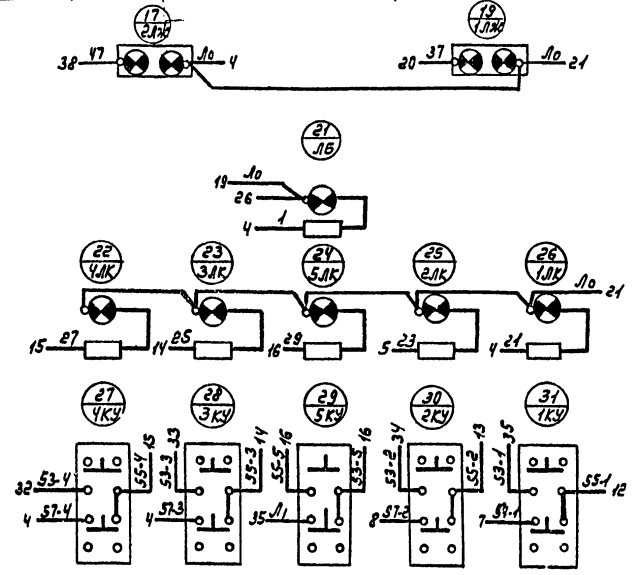 17
2ЛЖ
19
1ЛЖ
38 47 Ло 4
20 37 Ло 21
21
ЛБ
19 Ло
26
4 1
22
4ЛК
23
3ЛК
24
5ЛК
25
2ЛК
26
1ЛК
Ло 21
15 27
14 25
16 29
5 23
4 21
27
4КУ
28
3КУ
29
5КУ
30
2КУ
31
1КУ
32 53-4
55-4 15
4 57-4
53-3 33
55-3 14
4 57-3
55-5 16
53-5 16
35 Л1
53-2 34
55-2 13
8 57-2
53-1 35
55-1 12
7 57-1